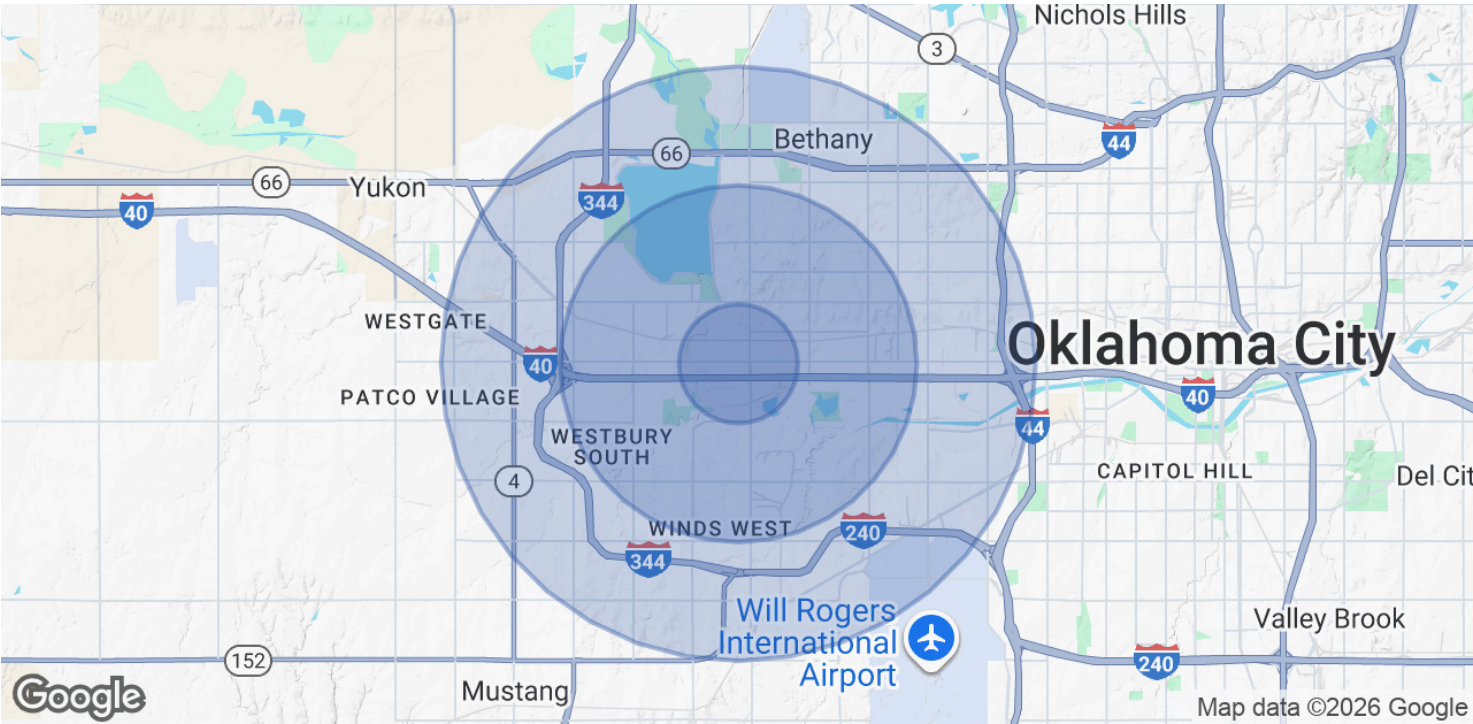 Nichols Hills
3
44
Bethany
66
66
Yukon
344
40
WESTGATE
Oklahoma City
40
40
PATCO VILLAGE
44
WESTBURY
SOUTH
CAPITOL HILL
Del Cit
4
WINDS WEST
240
344
Will Rogers
International
Airport
Valley Brook
152
240
Mustang
Google
Map data ©2026 Google